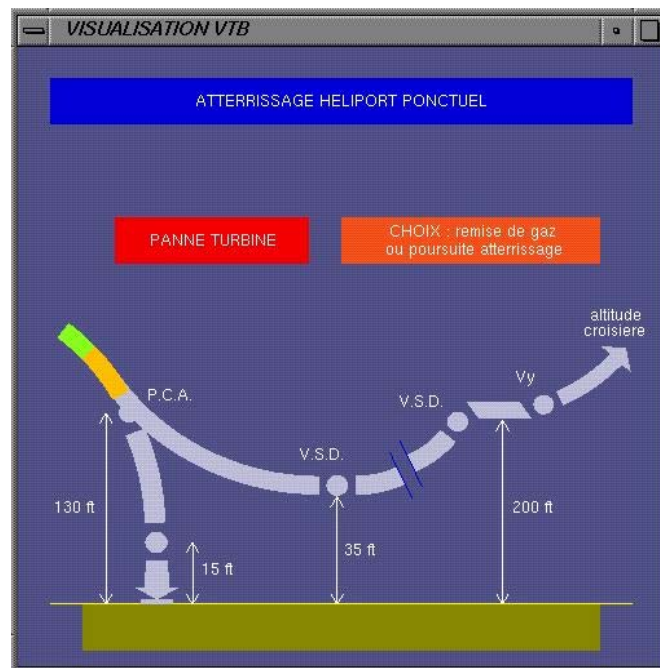 VISUALISATION VTB
ATTERRISSAGE HELIPORT PONCTUEL
PANNE TURBINE
CHOIX : remise de gaz
ou poursuite atterrissage
altitude
croisiere
P.C.A.
V.S.D.
V.S.D.
Vy
130 ft
15 ft
35 ft
200 ft